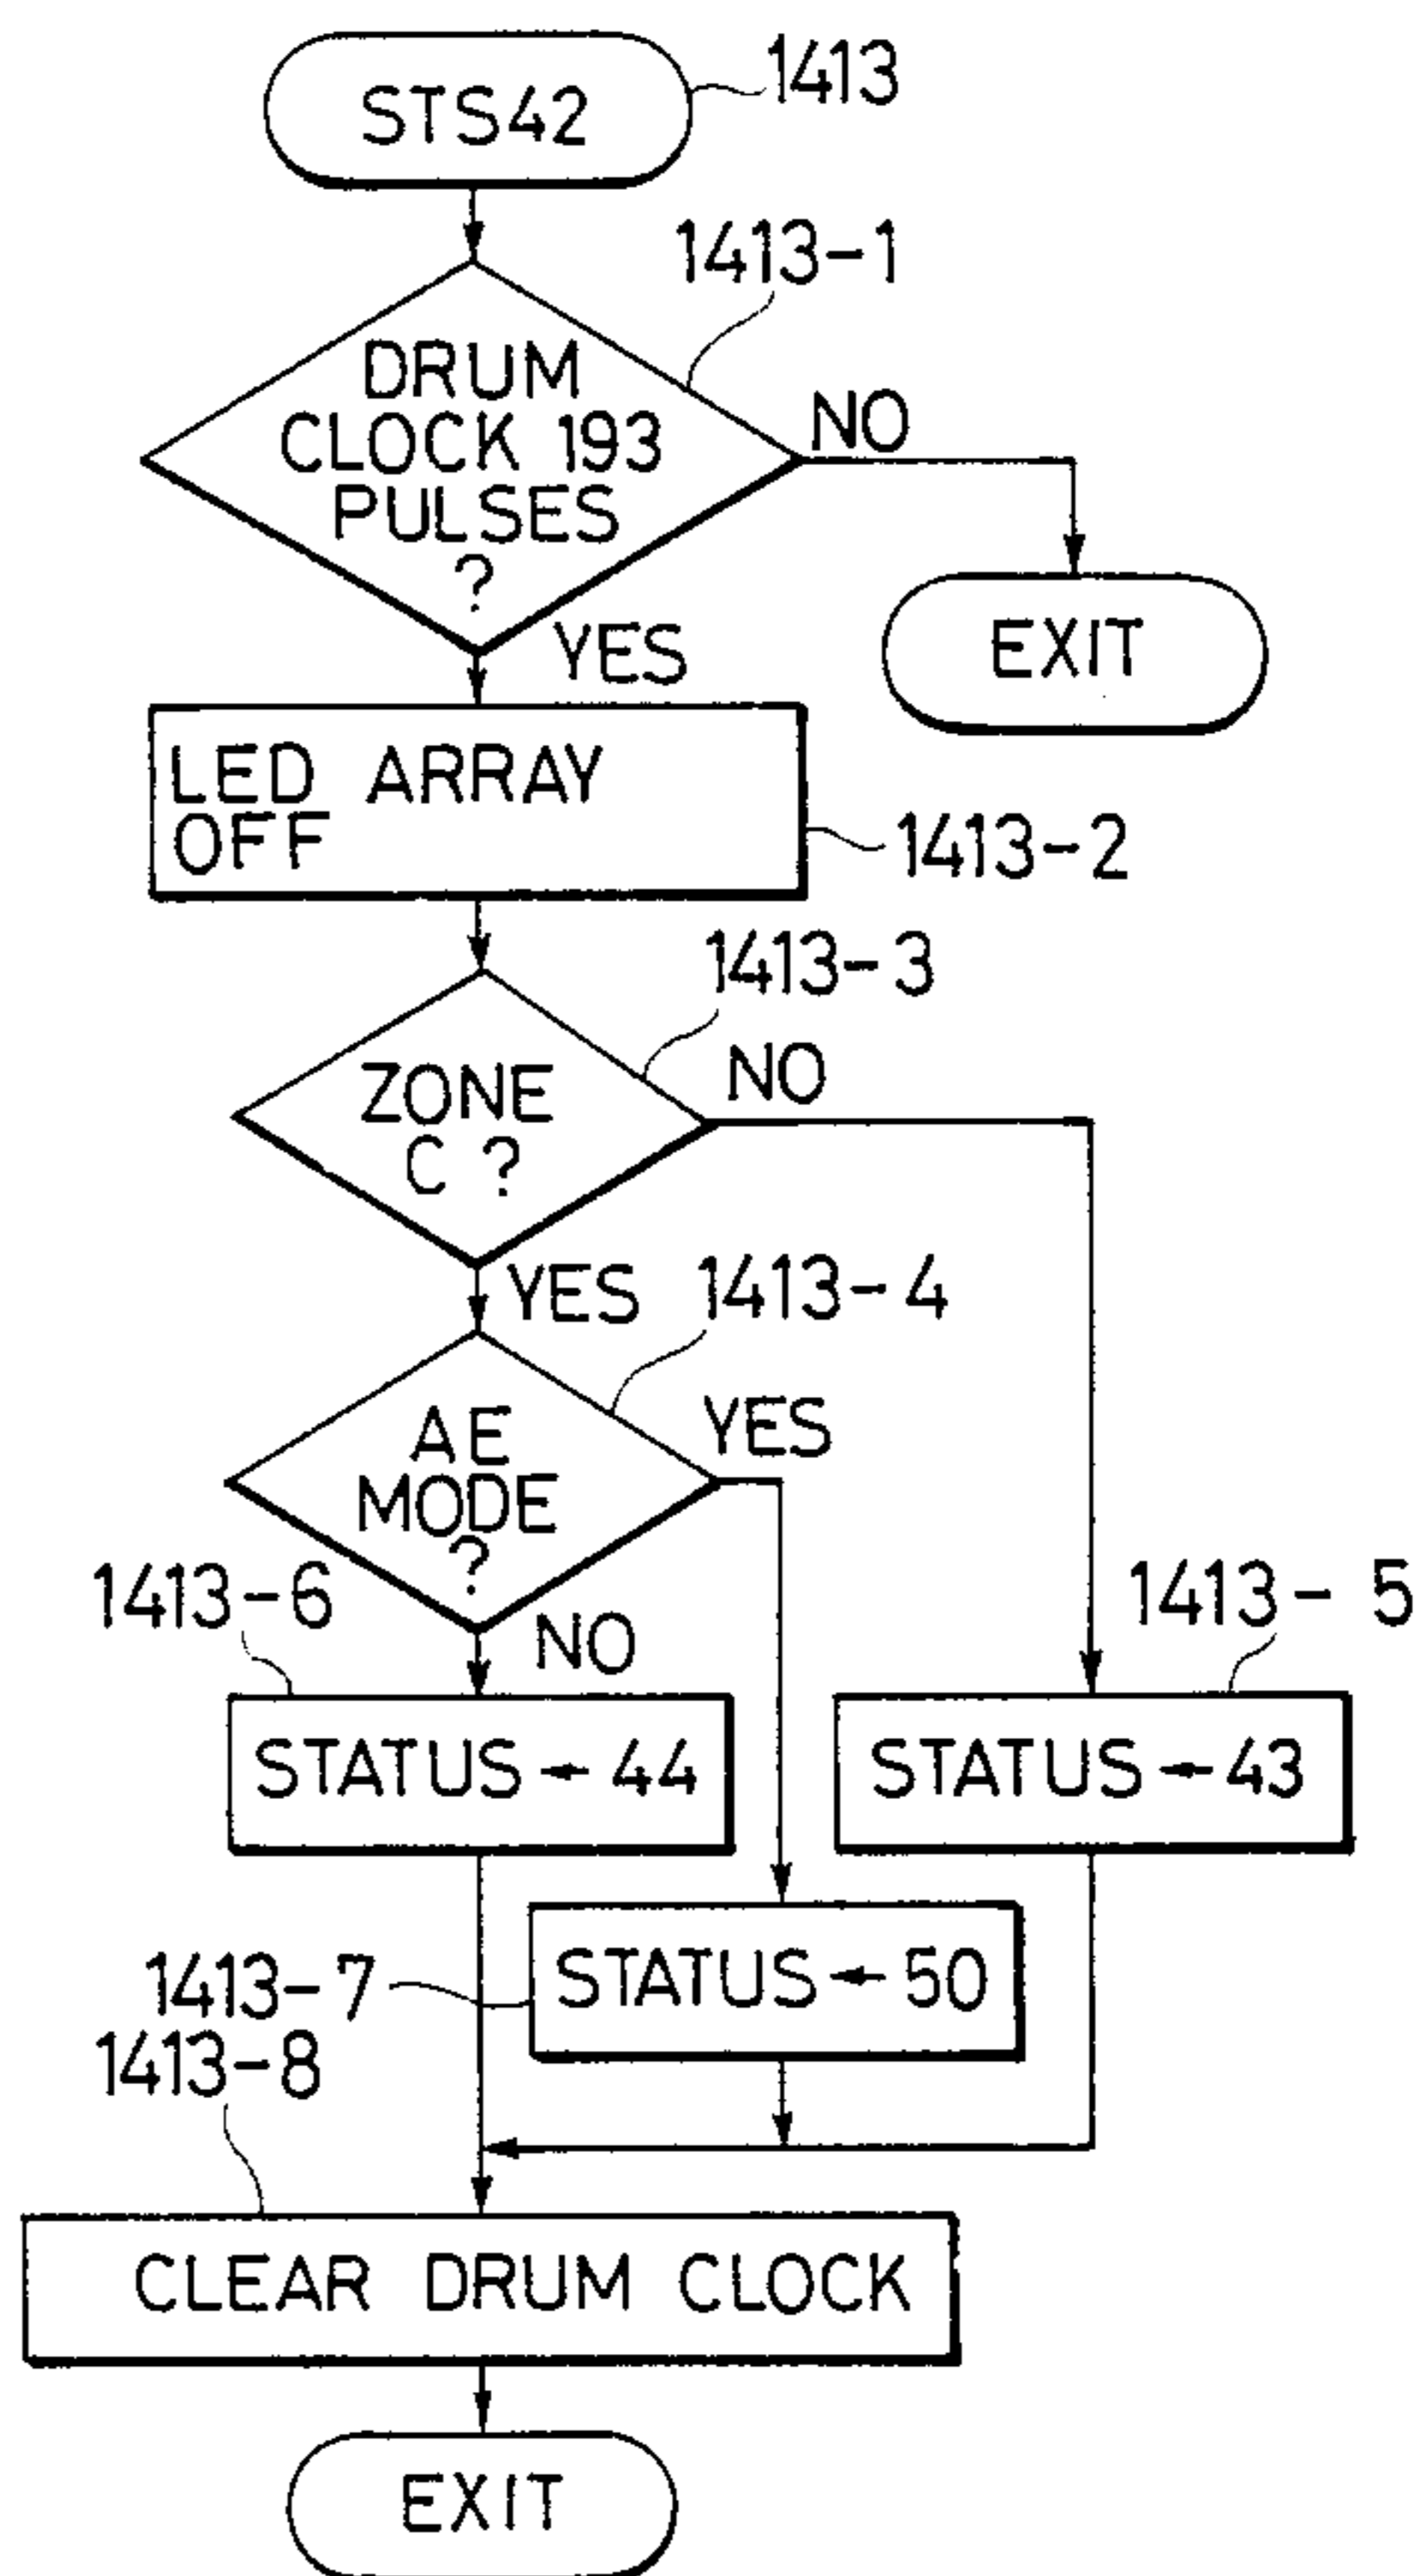 STS42
1413
1413-1
DRUM
CLOCK 193
PULSES
?
NO
EXIT
YES
LED ARRAY
OFF
1413-2
1413-3
ZONE
C ?
NO
YES
1413-4
AE
MODE
?
YES
1413-6
NO
1413- 5
STATUS ← 44
STATUS ← 43
1413-7
STATUS ← 50
1413-8
CLEAR DRUM CLOCK
EXIT